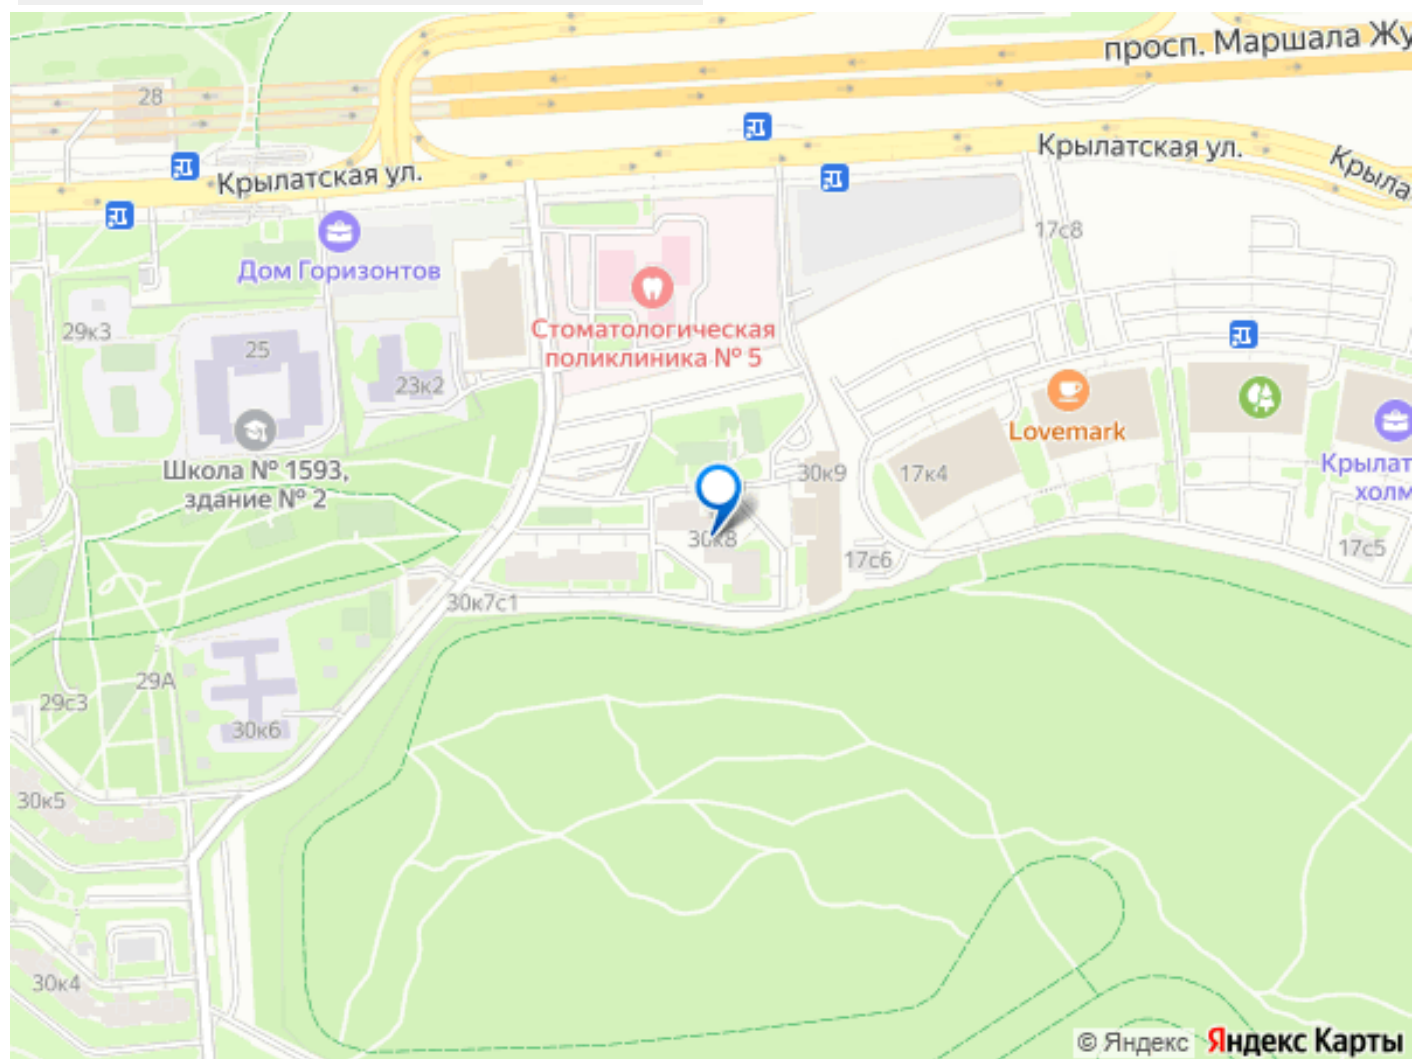 просп. Маршала Жу
28
Крылатская ул.
Крыла
Крылатская ул.
17с8
Дом Горизонтов
29к3
Стоматологическая
поликлиника № 5
25
23к2
Lovemark
Школа № 1593,
здание № 2
30к9
17к4
Крылат
холм
30к8
17с6
17с5
30к7с1
29А
29с3
30к6
30к5
30к4
© Яндекс Яндекс Карты